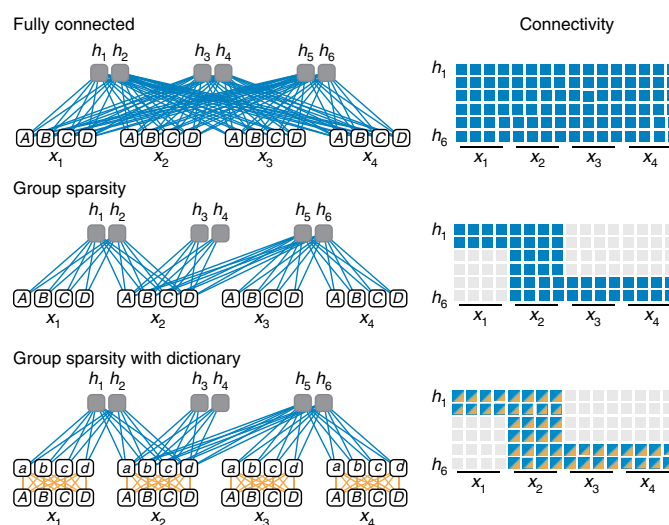 Fully connected
Connectivity
h1 h2 h3 h4 h5 h6
A B C D A B C D A B C D A B C D
x1 x2 x3 x4
h1
h6
x1 x2 x3 x4
Group sparsity
h1 h2 h3 h4 h5 h6
A B C D A B C D A B C D A B C D
x1 x2 x3 x4
h1
h6
x1 x2 x3 x4
Group sparsity with dictionary
h1 h2 h3 h4 h5 h6
a b c d a b c d a b c d a b c d
A B C D A B C D A B C D A B C D
x1 x2 x3 x4
h1
h6
x1 x2 x3 x4